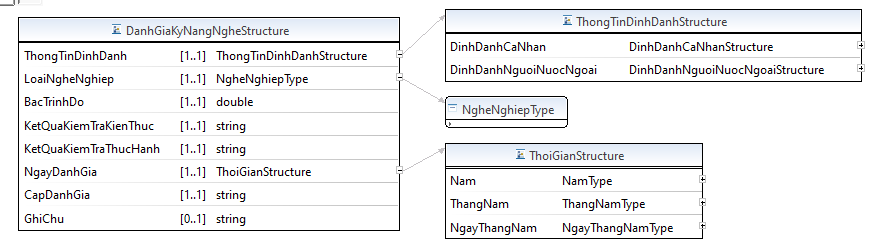 DanhGiaKyNangNgheStructure
ThongTinDinhDanh [1..1] ThongTinDinhDanhStructure
LoaiNgheNghiep [1..1] NgheNghiepType
BacTrinhDo [1..1] double
KetQuaKiemTraKienThuc [1..1] string
KetQuaKiemTraThucHanh [1..1] string
NgayDanhGia [1..1] ThoiGianStructure
CapDanhGia [1..1] string
GhiChu [0..1] string
ThongTinDinhDanhStructure
DinhDanhCaNhan DinhDanhCaNhanStructure
DinhDanhNguoiNuocNgoai DinhDanhNguoiNuocNgoaiStructure
NgheNghiepType
ThoiGianStructure
Nam NamType
ThangNam ThangNamType
NgayThangNam NgayThangNamType